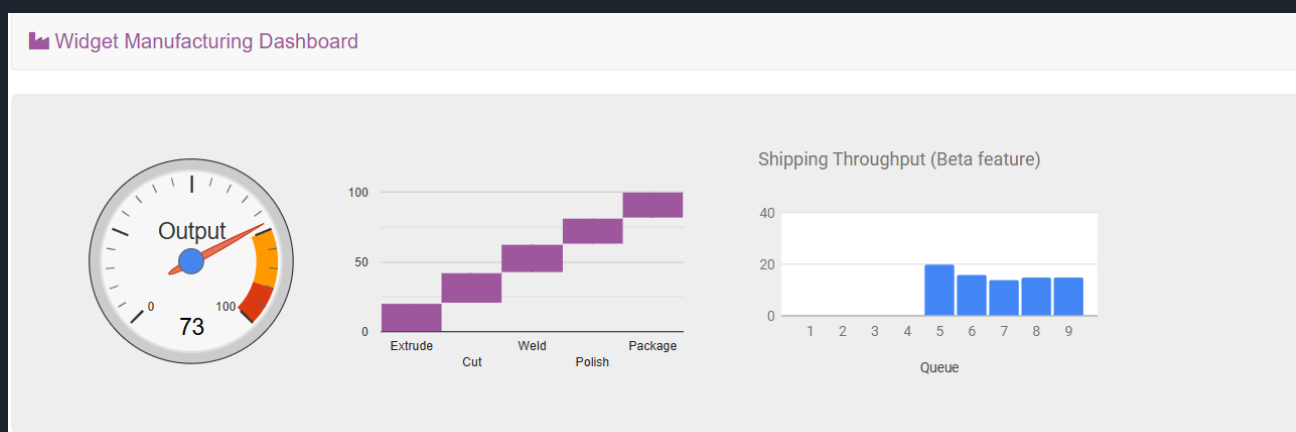 Widget Manufacturing Dashboard
Output
0
100
73
100
50
0
Extrude
Cut
Weld
Polish
Package
Shipping Throughput (Beta feature)
40
20
0
1 2 3 4 5 6 7 8 9
Queue